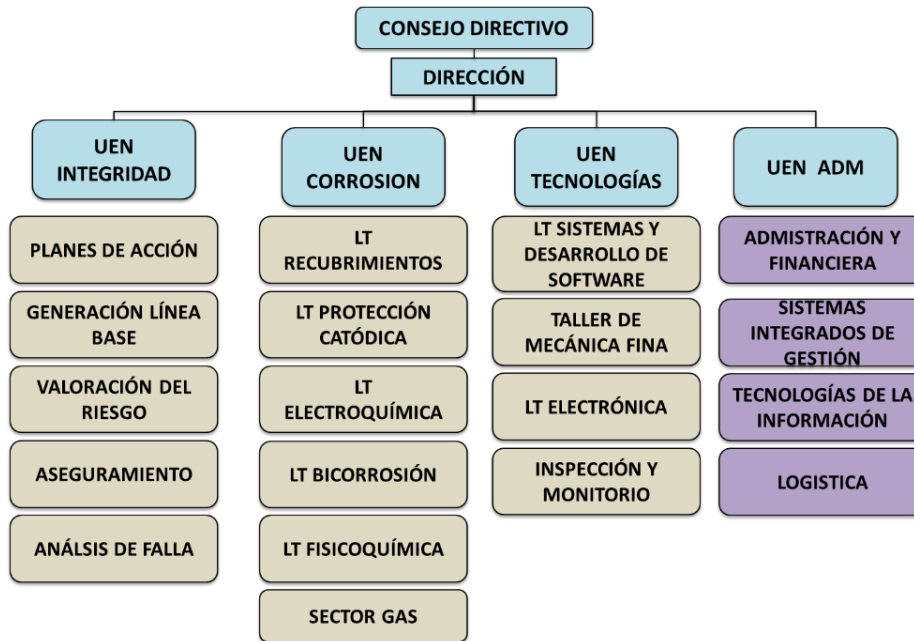 CONSEJO DIRECTIVO
DIRECCIÓN
UEN
INTEGRIDAD
UEN
CORROSION
UEN
TECNOLOGÍAS
UEN ADM
PLANES DE ACCIÓN
GENERACIÓN LÍNEA
BASE
VALORACIÓN DEL
RIESGO
ASEGURAMIENTO
ANÁLSIS DE FALLA
LT
RECUBRIMIENTOS
LT PROTECCIÓN
CATÓDICA
LT
ELECTROQUÍMICA
LT BICORROSIÓN
LT FISICOQUÍMICA
SECTOR GAS
LT SISTEMAS Y
DESARROLLO DE
SOFTWARE
TALLER DE
MECÁNICA FINA
LT ELECTRÓNICA
INSPECCIÓN Y
MONITORIO
ADMISTRACIÓN Y
FINANCIERA
SISTEMAS
INTEGRADOS DE
GESTIÓN
TECNOLOGÍAS DE LA
INFORMACIÓN
LOGISTICA